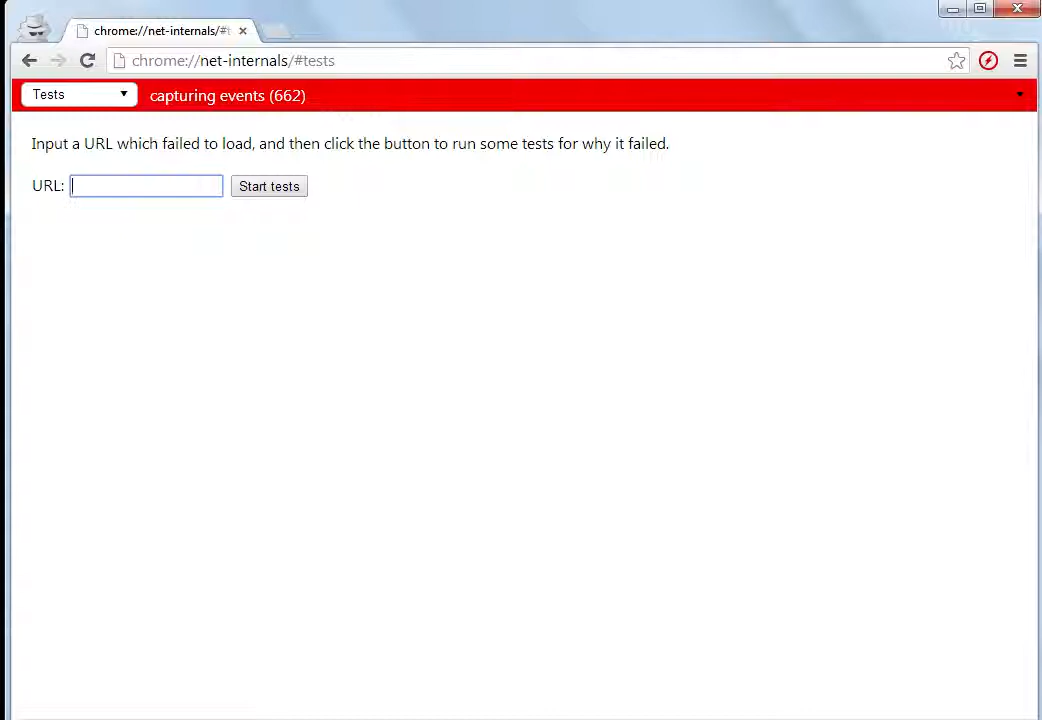 chrome://net-internals/#t
chrome://net-internals/#tests
Tests
capturing events (662)
Input a URL which failed to load, and then click the button to run some tests for why it failed.
URL:
Start tests